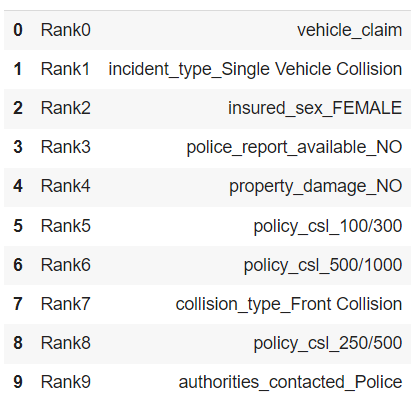 0 Rank0 vehicle_claim
1 Rank1 incident_type_Single Vehicle Collision
2 Rank2 insured_sex_FEMALE
3 Rank3 police_report_available_NO
4 Rank4 property_damage_NO
5 Rank5 policy_csl_100/300
6 Rank6 policy_csl_500/1000
7 Rank7 collision_type_Front Collision
8 Rank8 policy_csl_250/500
9 Rank9 authorities_contacted_Police